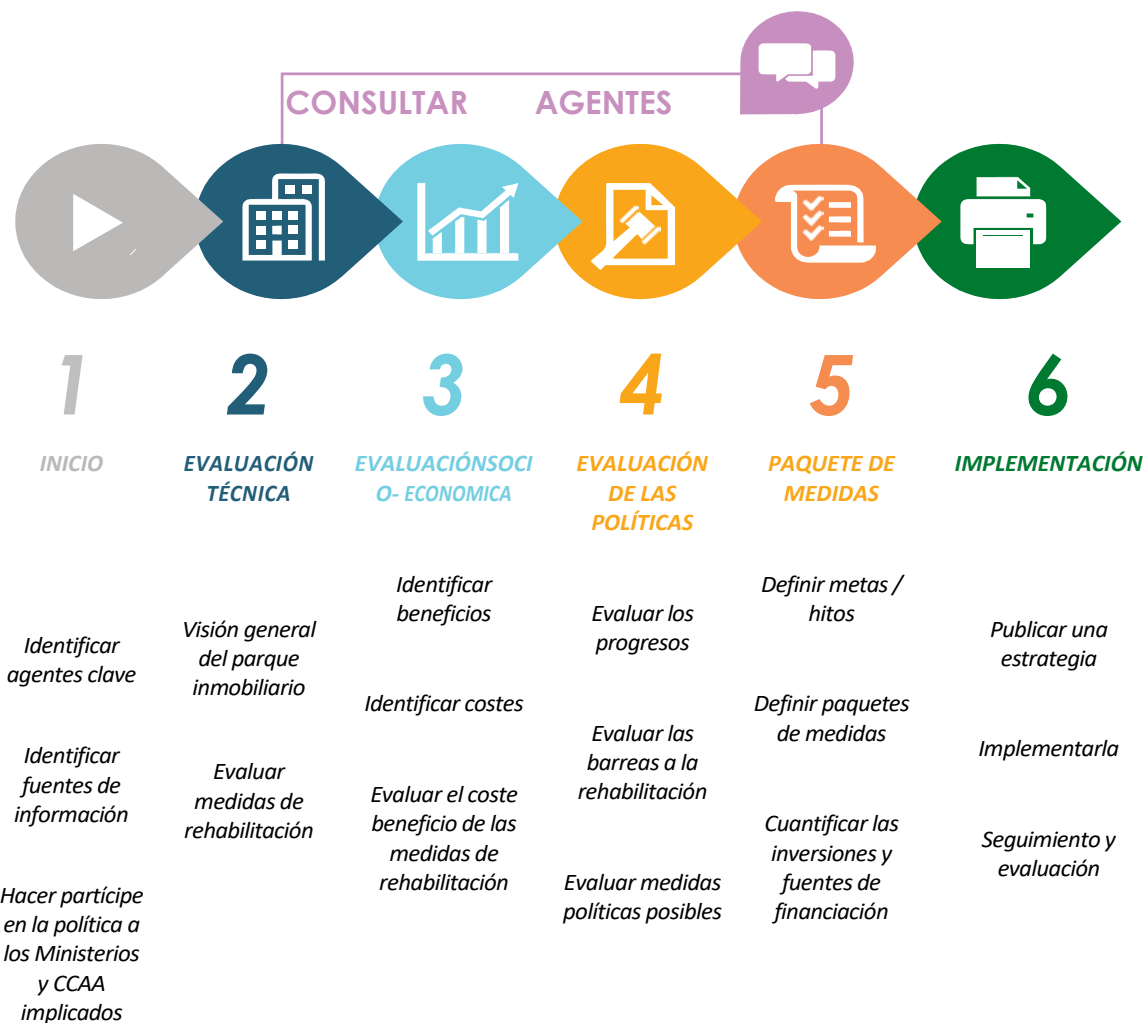 CONSULTAR AGENTES
1
INICIO
Identificar
agentes clave
Identificar
fuentes de
información
Hacer partícipe
en la política a
los Ministerios
y CCAA
implicados
2
EVALUACIÓN
TÉCNICA
Visión general
del parque
inmobiliario
Evaluar
medidas de
rehabilitación
3
EVALUACIÓNSOCI
O- ECONOMICA
Identificar
beneficios
Identificar costes
Evaluar el coste
beneficio de las
medidas de
rehabilitación
4
EVALUACIÓN
DE LAS
POLÍTICAS
Evaluar los
progresos
Evaluar las
barreas a la
rehabilitación
Evaluar medidas
políticas posibles
5
PAQUETE DE
MEDIDAS
Definir metas /
hitos
Definir paquetes
de medidas
Cuantificar las
inversiones y
fuentes de
financiación
6
IMPLEMENTACIÓN
Publicar una
estrategia
Implementarla
Seguimiento y
evaluación